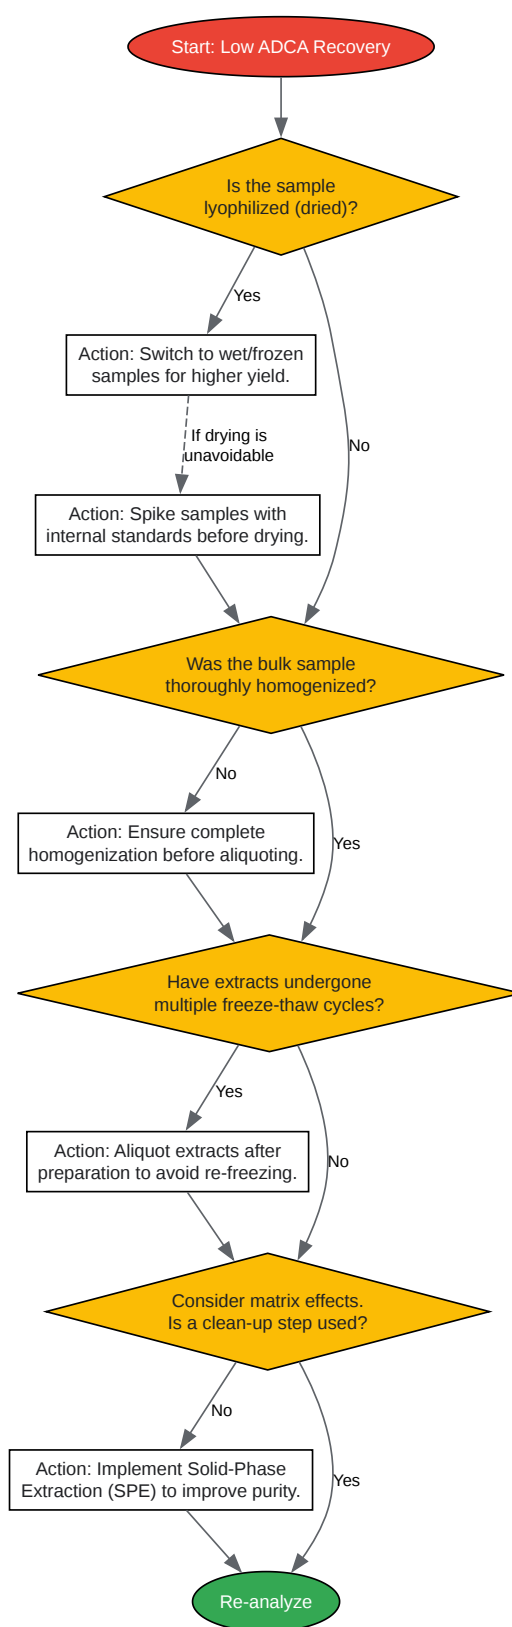 Start: Low ADCA Recovery
Is the sample
lyophilized (dried)?
Yes
Action: Switch to wet/frozen
samples for higher yield.
If drying is
unavoidable
No
Action: Spike samples with
internal standards before drying.
Was the bulk sample
thoroughly homogenized?
No
Action: Ensure complete
homogenization before aliquoting.
Yes
Have extracts undergone
multiple freeze-thaw cycles?
Yes
Action: Aliquot extracts after
preparation to avoid re-freezing.
No
Consider matrix effects.
Is a clean-up step used?
No
Action: Implement Solid-Phase
Extraction (SPE) to improve purity.
Yes
Re-analyze